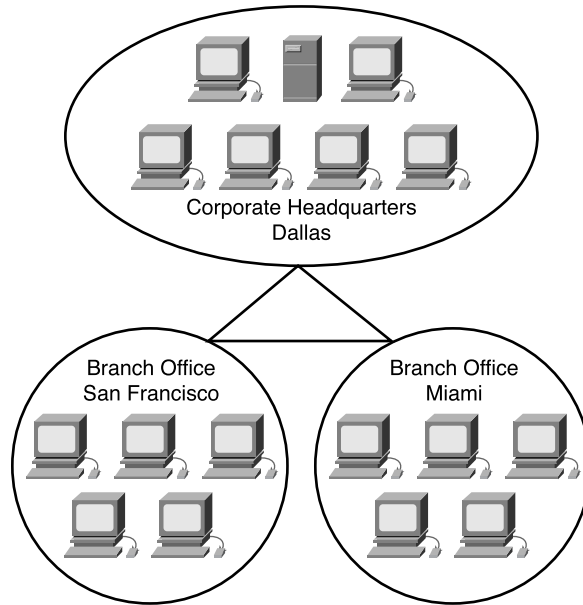 Corporate Headquarters
Dallas
Branch Office
San Francisco
Branch Office
Miami